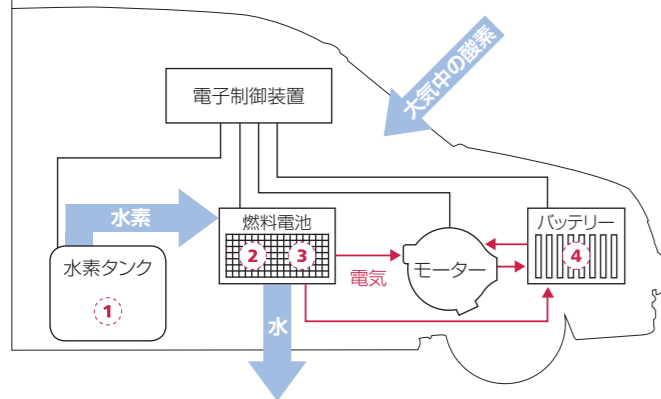 大気中の酸素
電子制御装置
水素
燃料電池
バッテリー
水素タンク
2
3
電気
モーター
4
1
水